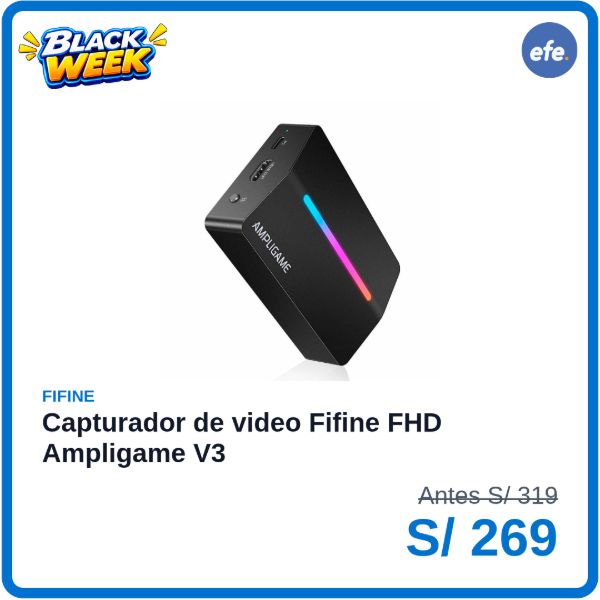 BLACK
WEEK
efe.
AMPLIGAME
FIFINE
Capturador de video Fifine FHD
Ampligame V3
Antes S/ 319
S/ 269